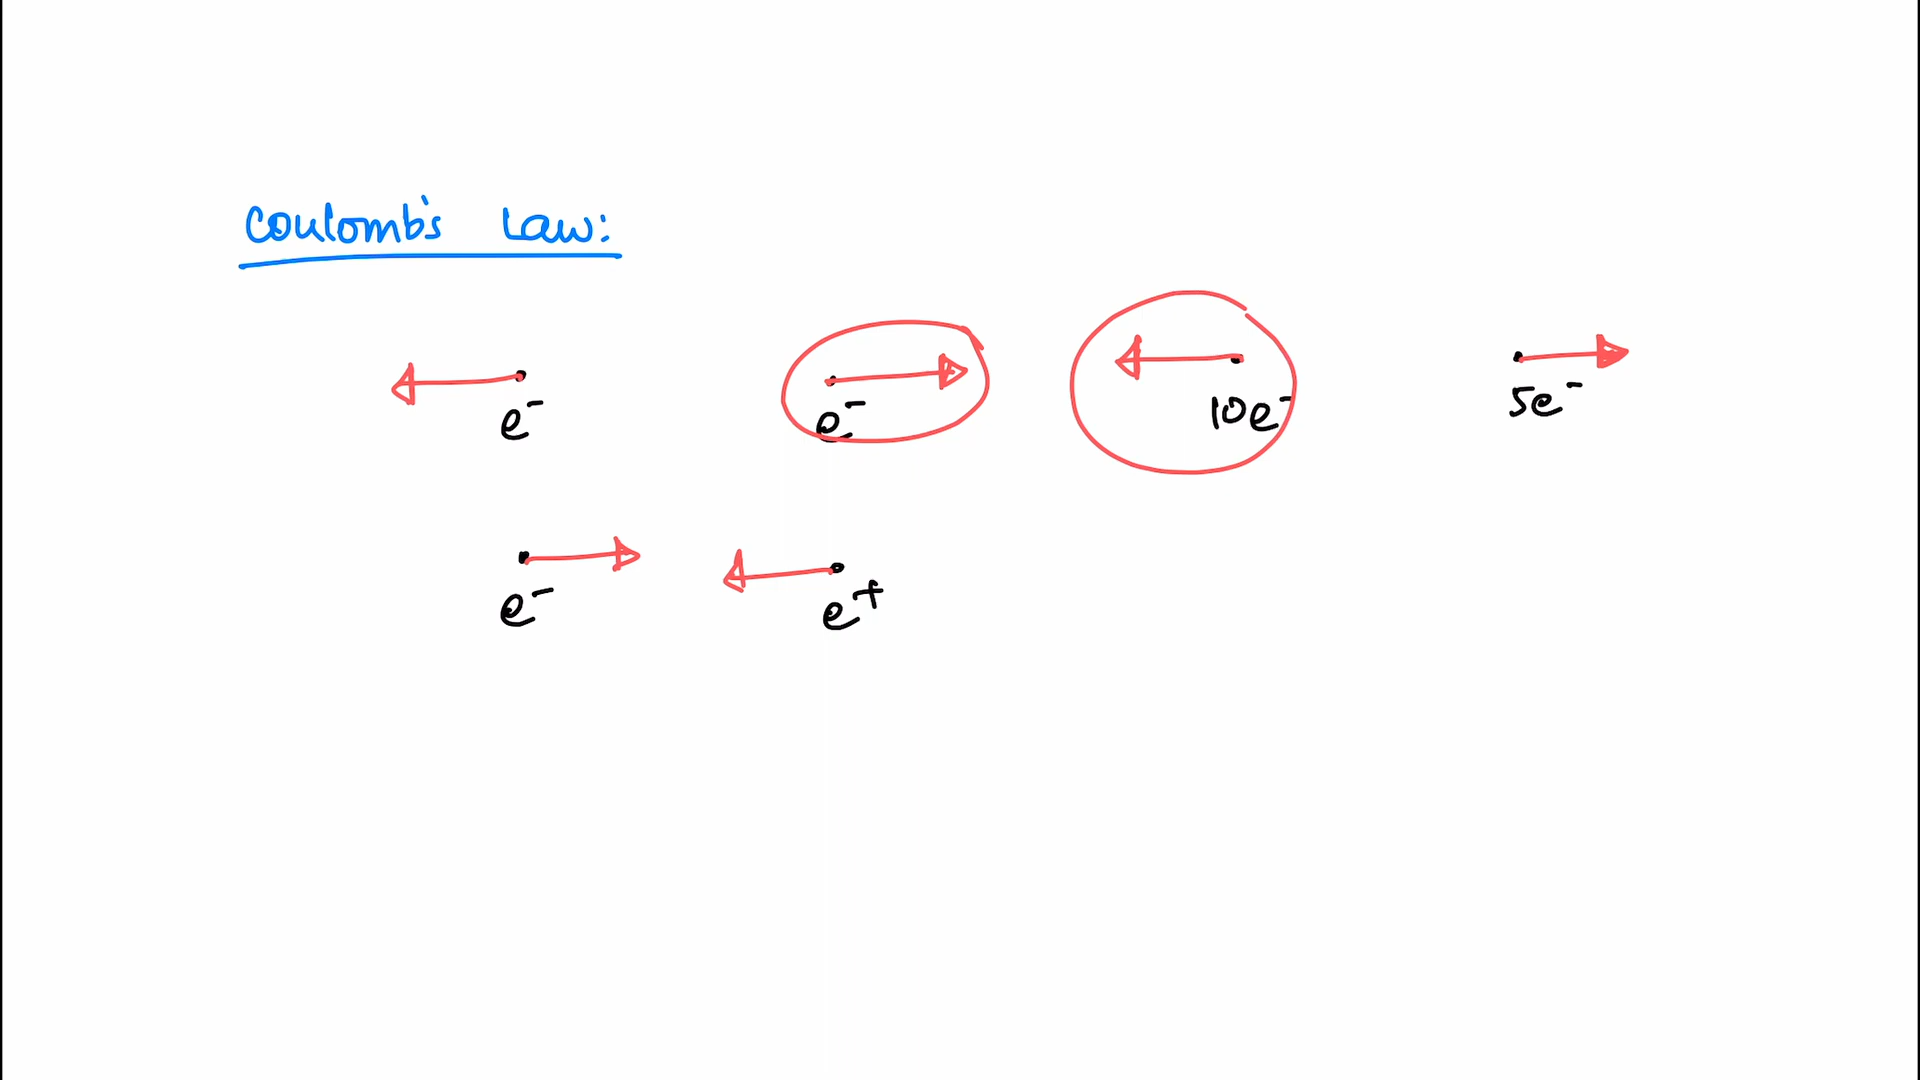 Coulomb's Law:
e⁻ e⁻ 10e⁻ 5e⁻
e⁻ e⁺